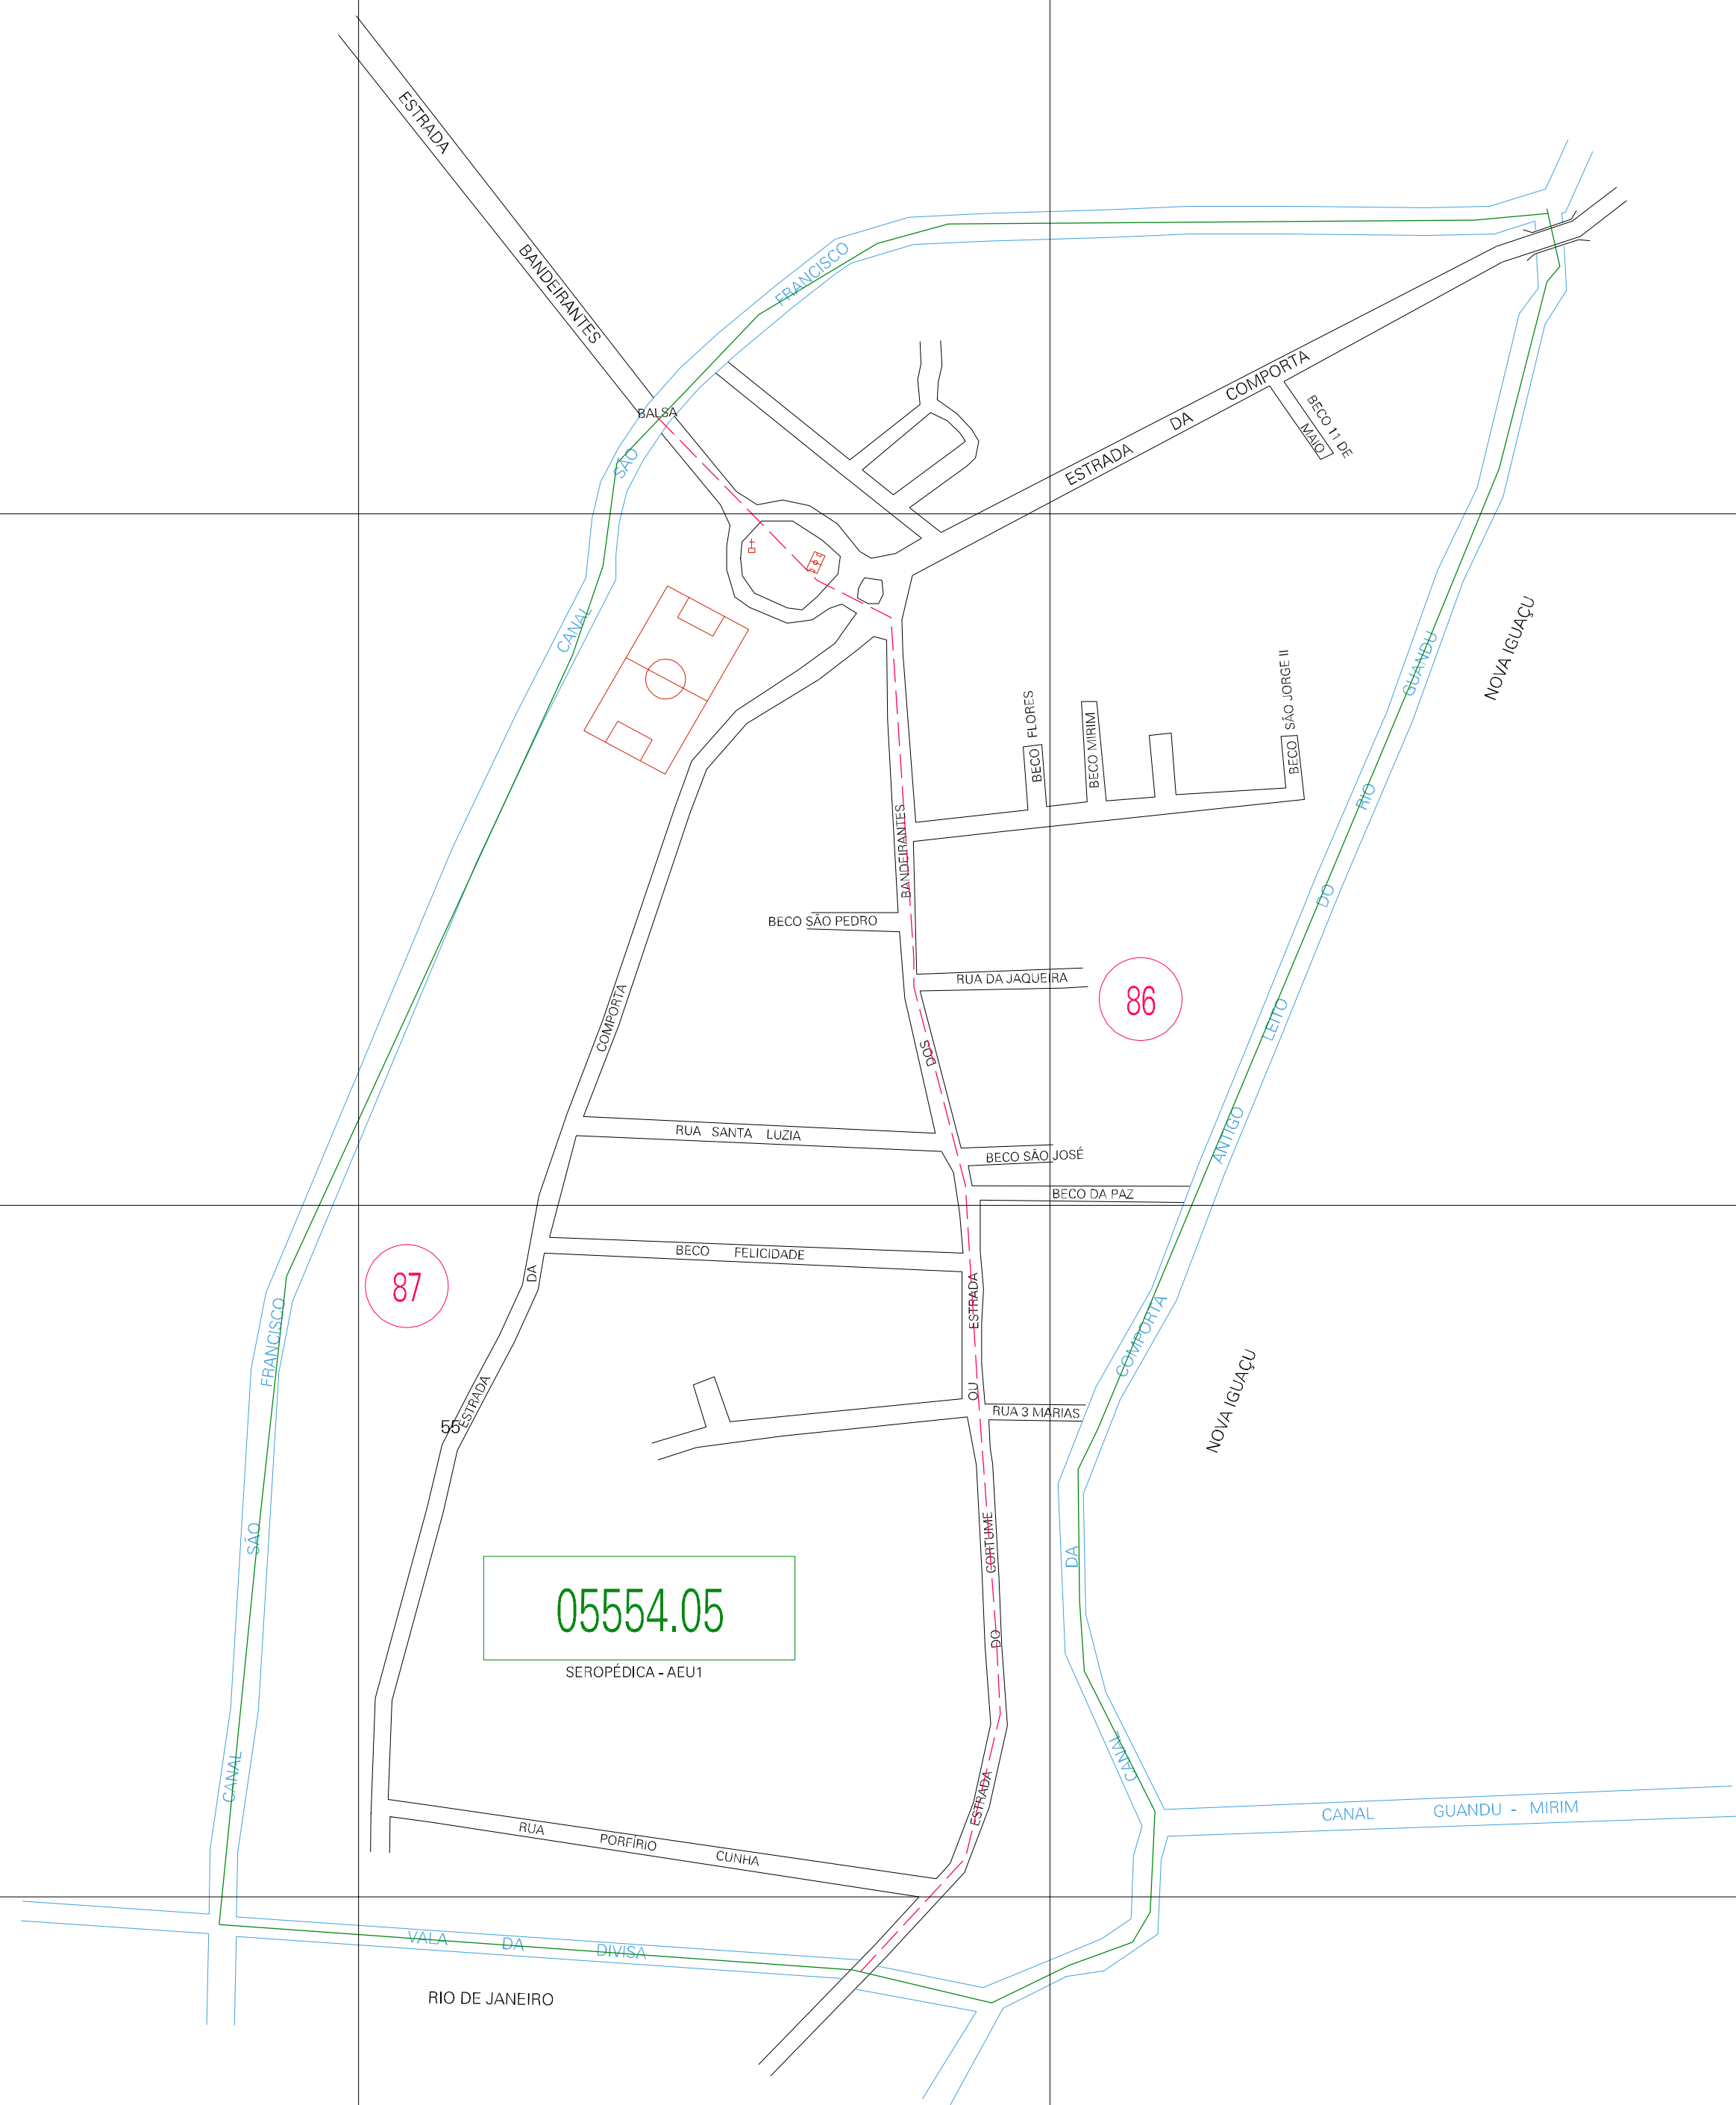 ESTRADA
BANDEIRANTES
FRANCISCO
BALSA
SÃO
CANAL
ESTRADA DA COMPORTA
BECO 11 DE
MAIO
NOVA IGUAÇU
GUANDU
RIO
DO
LEITO
ANTIGO
COMPORTA
DA
CANAL
BECO FLORES
BECO MIRIM
BECO SÃO JORGE II
BANDEIRANTES
BECO SÃO PEDRO
RUA DA JAQUEIRA
86
DOS
COMPORTA
RUA SANTA LUZIA
BECO SÃO JOSÉ
BECO DA PAZ
BECO FELICIDADE
DA
87
ESTRADA
FRANCISCO
NOVA IGUAÇU
ESTRADA
55
OU
RUA 3 MARIAS
SÃO
CORTUME
05554.05
SEROPÉDICA - AEU1
DO
CANAL
ESTRADA
CANAL GUANDU - MIRIM
RUA PORFÍRIO CUNHA
VALA DA DIVISA
RIO DE JANEIRO